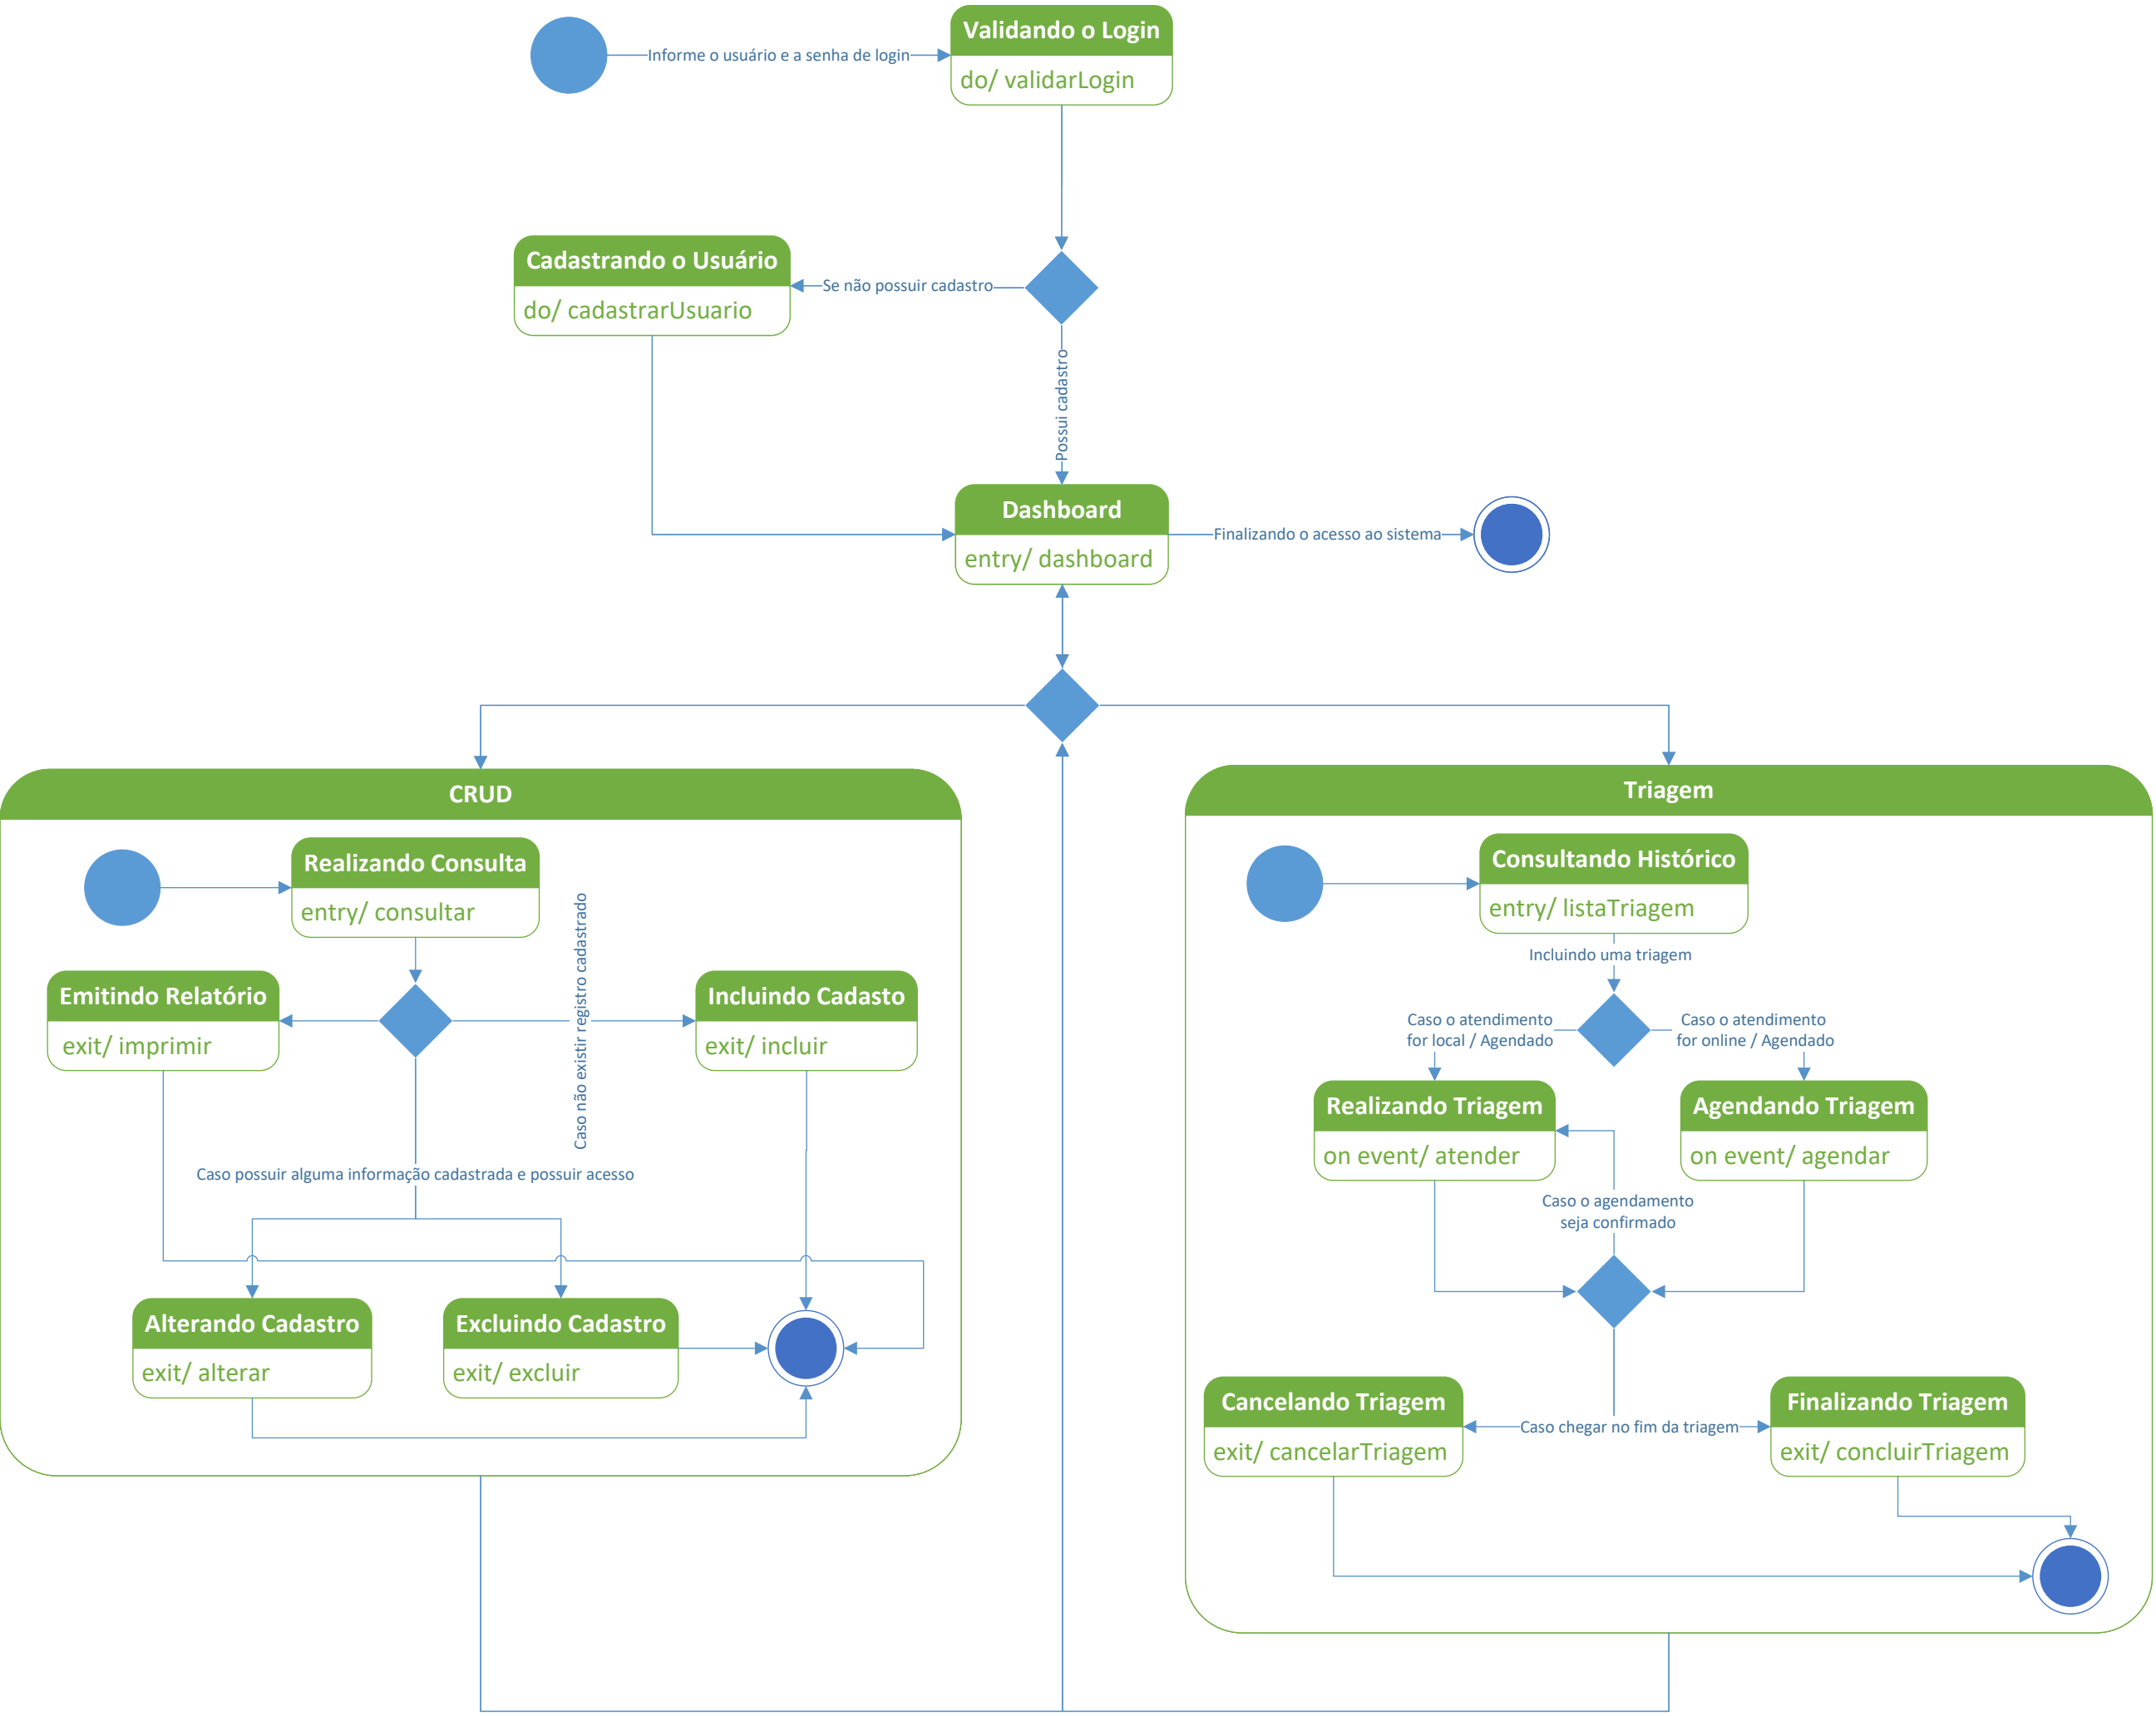 Validando o Login
Informe o usuário e a senha de login
do/ validarLogin
Cadastrando o Usuário
do/ cadastrarUsuario
Se não possuir cadastro
Possui cadastro
Dashboard
entry/ dashboard
Finalizando o acesso ao sistema
CRUD
Realizando Consulta
entry/ consultar
Caso não existir registro cadastrado
Emitindo Relatório
exit/ imprimir
Incluindo Cadasto
exit/ incluir
Caso possuir alguma informação cadastrada e possuir acesso
Alterando Cadastro
exit/ alterar
Excluindo Cadastro
exit/ excluir
Triagem
Consultando Histórico
entry/ listaTriagem
Incluindo uma triagem
Caso o atendimento
for local / Agendado
Caso o atendimento
for online / Agendado
Realizando Triagem
on event/ atender
Agendando Triagem
on event/ agendar
Caso o agendamento
seja confirmado
Cancelando Triagem
exit/ cancelarTriagem
Caso chegar no fim da triagem
Finalizando Triagem
exit/ concluirTriagem